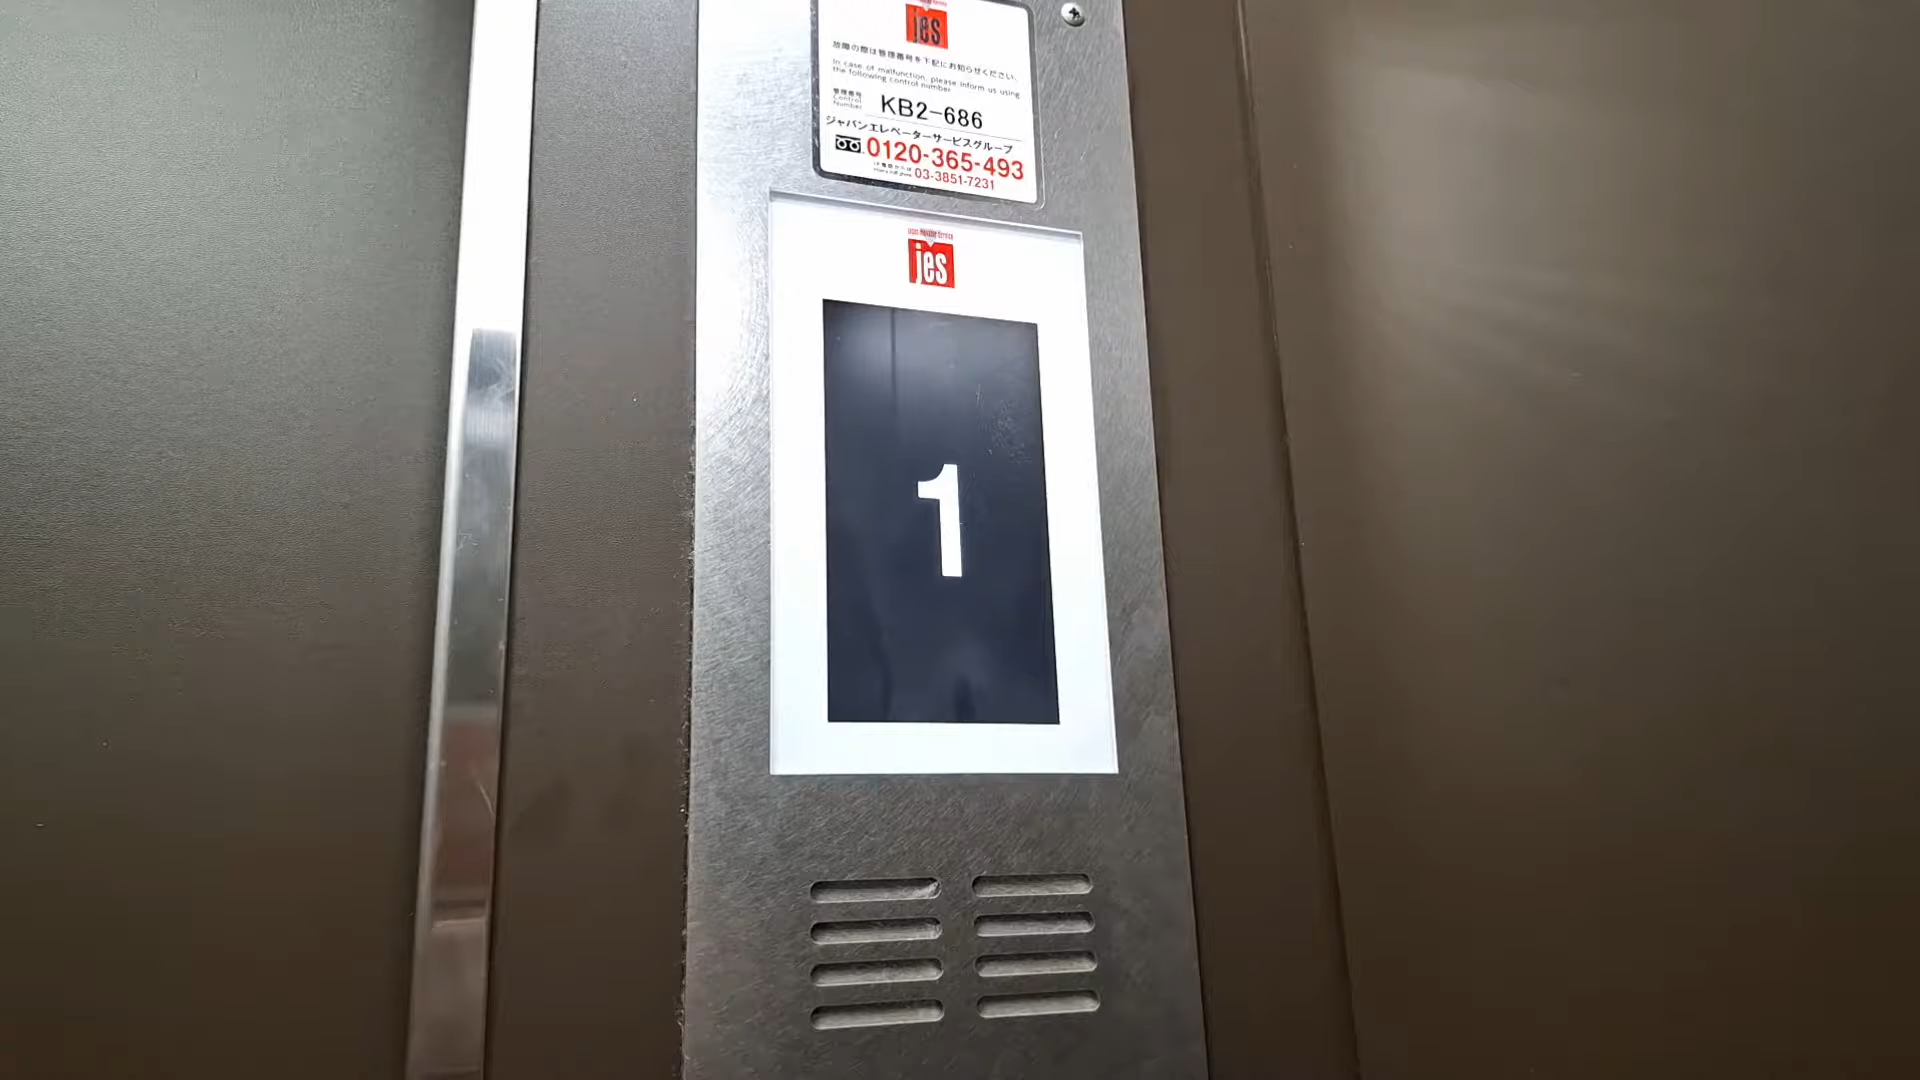 jes
故障の際は管理番号を下記にお知らせください。
In case of malfunction, please inform us using
the following control number
管理番号
Control
Number
KB2-686
ジャパンエレベーターサービスグループ
0120-365-493
03-3851-7231
jes
1